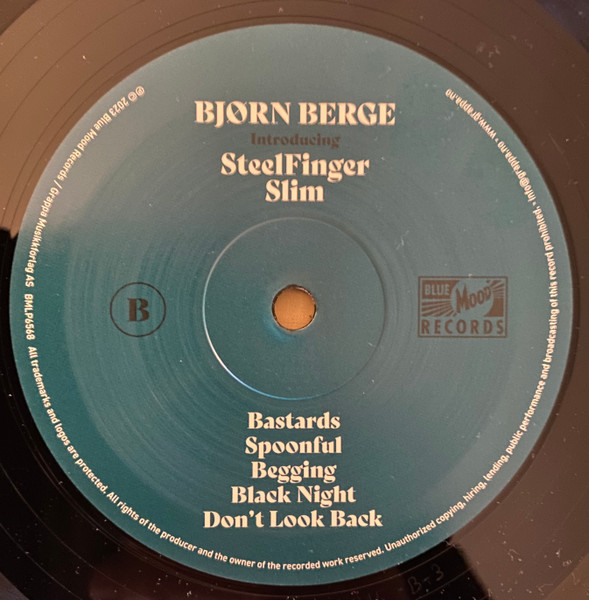 BJØRN BERGE
Introducing
SteelFinger
Slim
B
BLUE
MOOD
RECORDS
Bastards
Spoonful
Begging
Black Night
Don't Look Back
℗© 2023 Blue Mood Records / Grappa Musikkforlag AS BMLP6568 All trademarks and logos are protected. All rights of the producer and the owner of the recorded work reserved. Unauthorized copying, hiring, lending, public performance and broadcasting of this record prohibited. • info@grappa.no • www.grappa.no
B-3